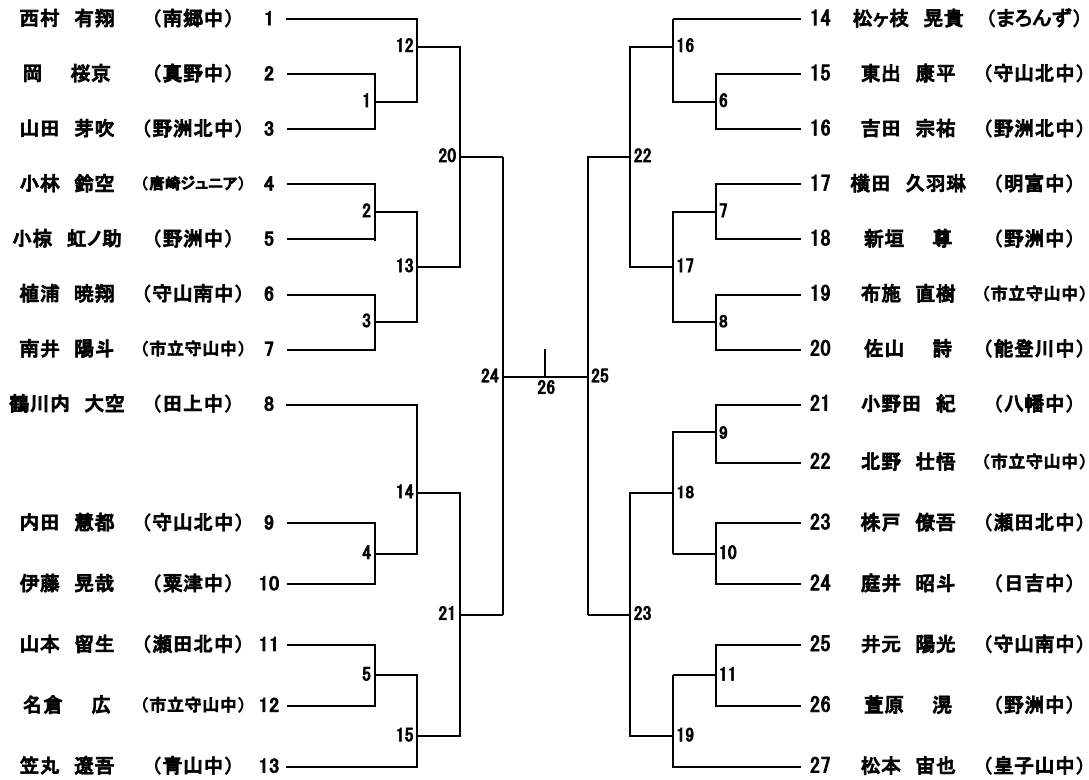 西村 有翔 (南郷中) 1
岡 桜京 (真野中) 2
山田 芽吹 (野洲北中) 3
小林 鈴空 (唐崎ジュニア) 4
小椋 虹ノ助 (野洲中) 5
植浦 暁翔 (守山南中) 6
南井 陽斗 (市立守山中) 7
鶴川内 大空 (田上中) 8
内田 慧都 (守山北中) 9
伊藤 晃哉 (粟津中) 10
山本 留生 (瀬田北中) 11
名倉 広 (市立守山中) 12
笠丸 遼吾 (青山中) 13
12
1
20
2
13
3
24
14
4
21
5
15
26
25
16
6
22
7
17
8
9
18
10
23
11
19
14 松ヶ枝 晃貴 (まろんず)
15 東出 康平 (守山北中)
16 吉田 宗祐 (野洲北中)
17 横田 久羽琳 (明富中)
18 新垣 尊 (野洲中)
19 布施 直樹 (市立守山中)
20 佐山 詩 (能登川中)
21 小野田 紀 (八幡中)
22 北野 壮悟 (市立守山中)
23 株戸 僚吾 (瀬田北中)
24 庭井 昭斗 (日吉中)
25 井元 陽光 (守山南中)
26 萱原 滉 (野洲中)
27 松本 宙也 (皇子山中)